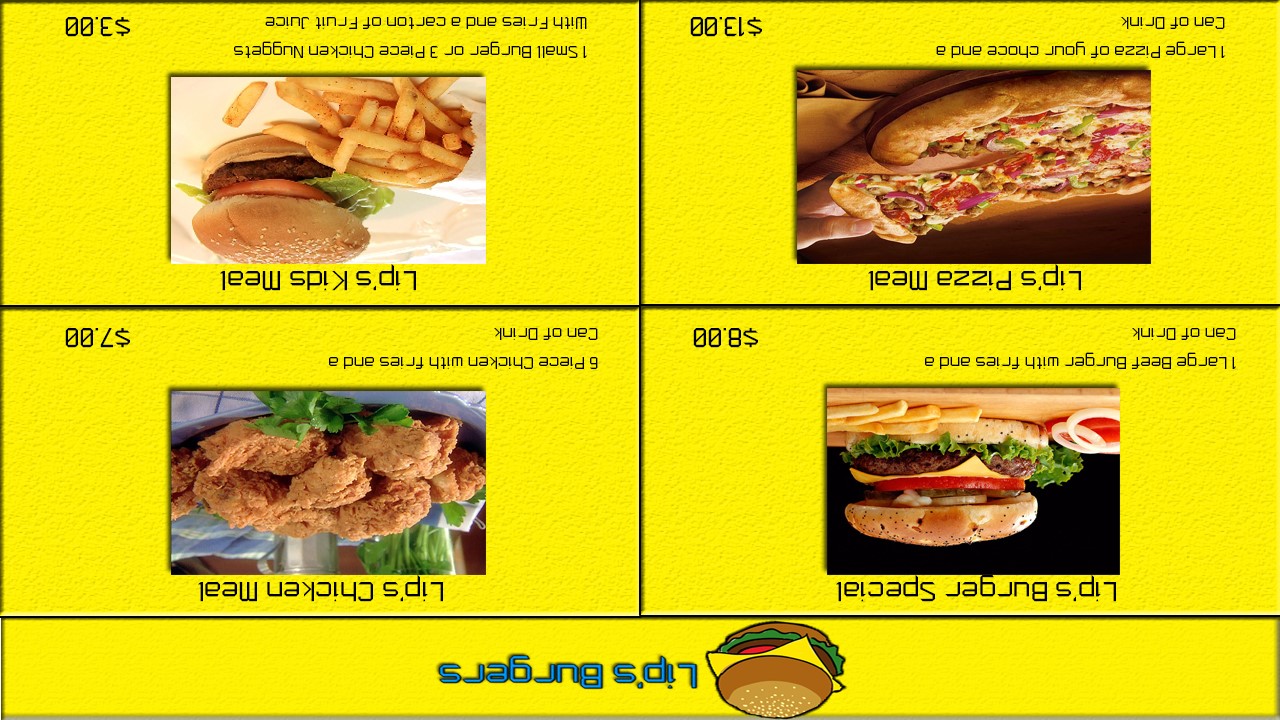 Lip's Burgers
Lip's Burger Special
1 Large Beef Burger with fries and a
Can of Drink
$8.00
Lip's Chicken Meal
6 Piece Chicken with fries and a
Can of Drink
$7.00
Lip's Pizza Meal
1 Large Pizza of your choce and a
Can of Drink
$13.00
Lip's Kids Meal
1 Small Burger or 3 Piece Chicken Nuggets
With Fries and a carton of Fruit Juice
$3.00